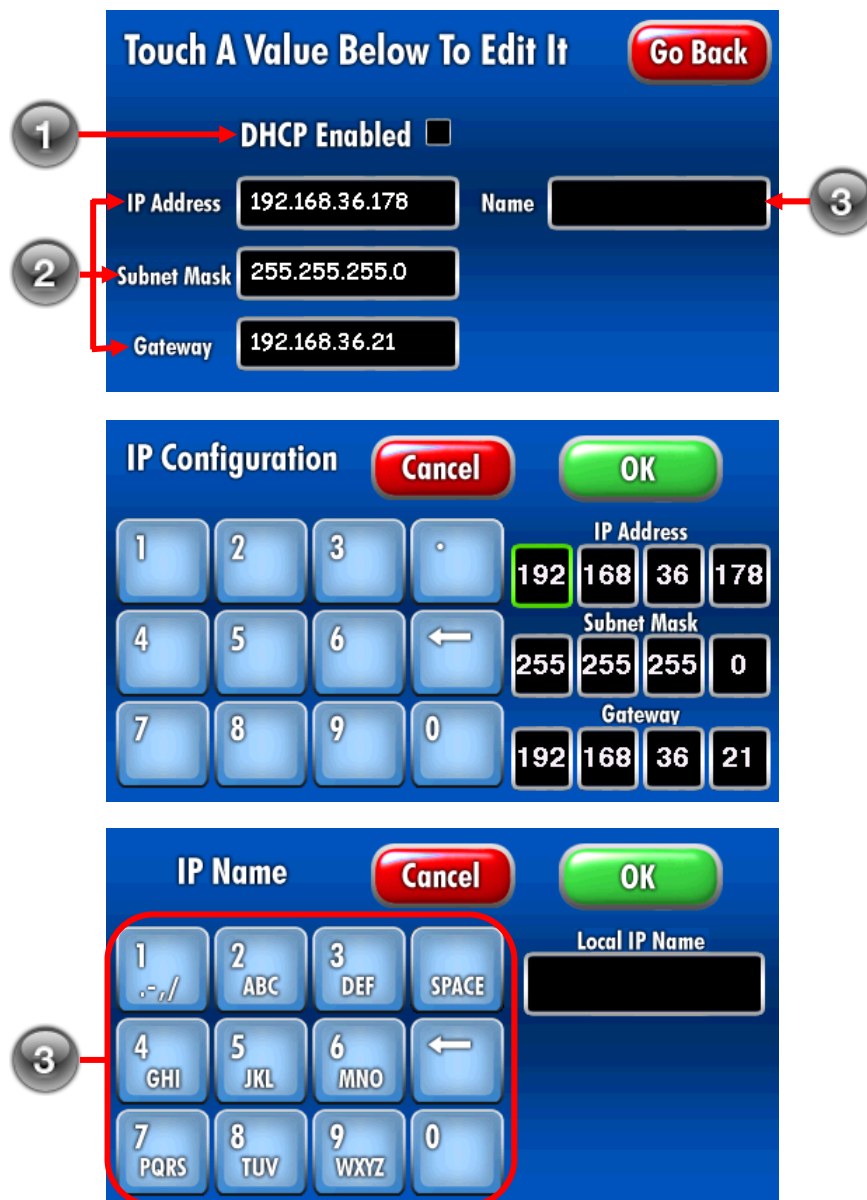 Touch A Value Below To Edit It Go Back
1 DHCP Enabled
IP Address 192.168.36.178 Name 3
2 Subnet Mask 255.255.255.0
Gateway 192.168.36.21
IP Configuration Cancel OK
IP Address
1 2 3 . 192 168 36 178
Subnet Mask
4 5 6 ← 255 255 255 0
Gateway
7 8 9 0 192 168 36 21
IP Name Cancel OK
Local IP Name
1 2 3
.-,/ ABC DEF SPACE
3 4 5 6 ←
GHI JKL MNO
7 8 9 0
PQRS TUV WXYZ